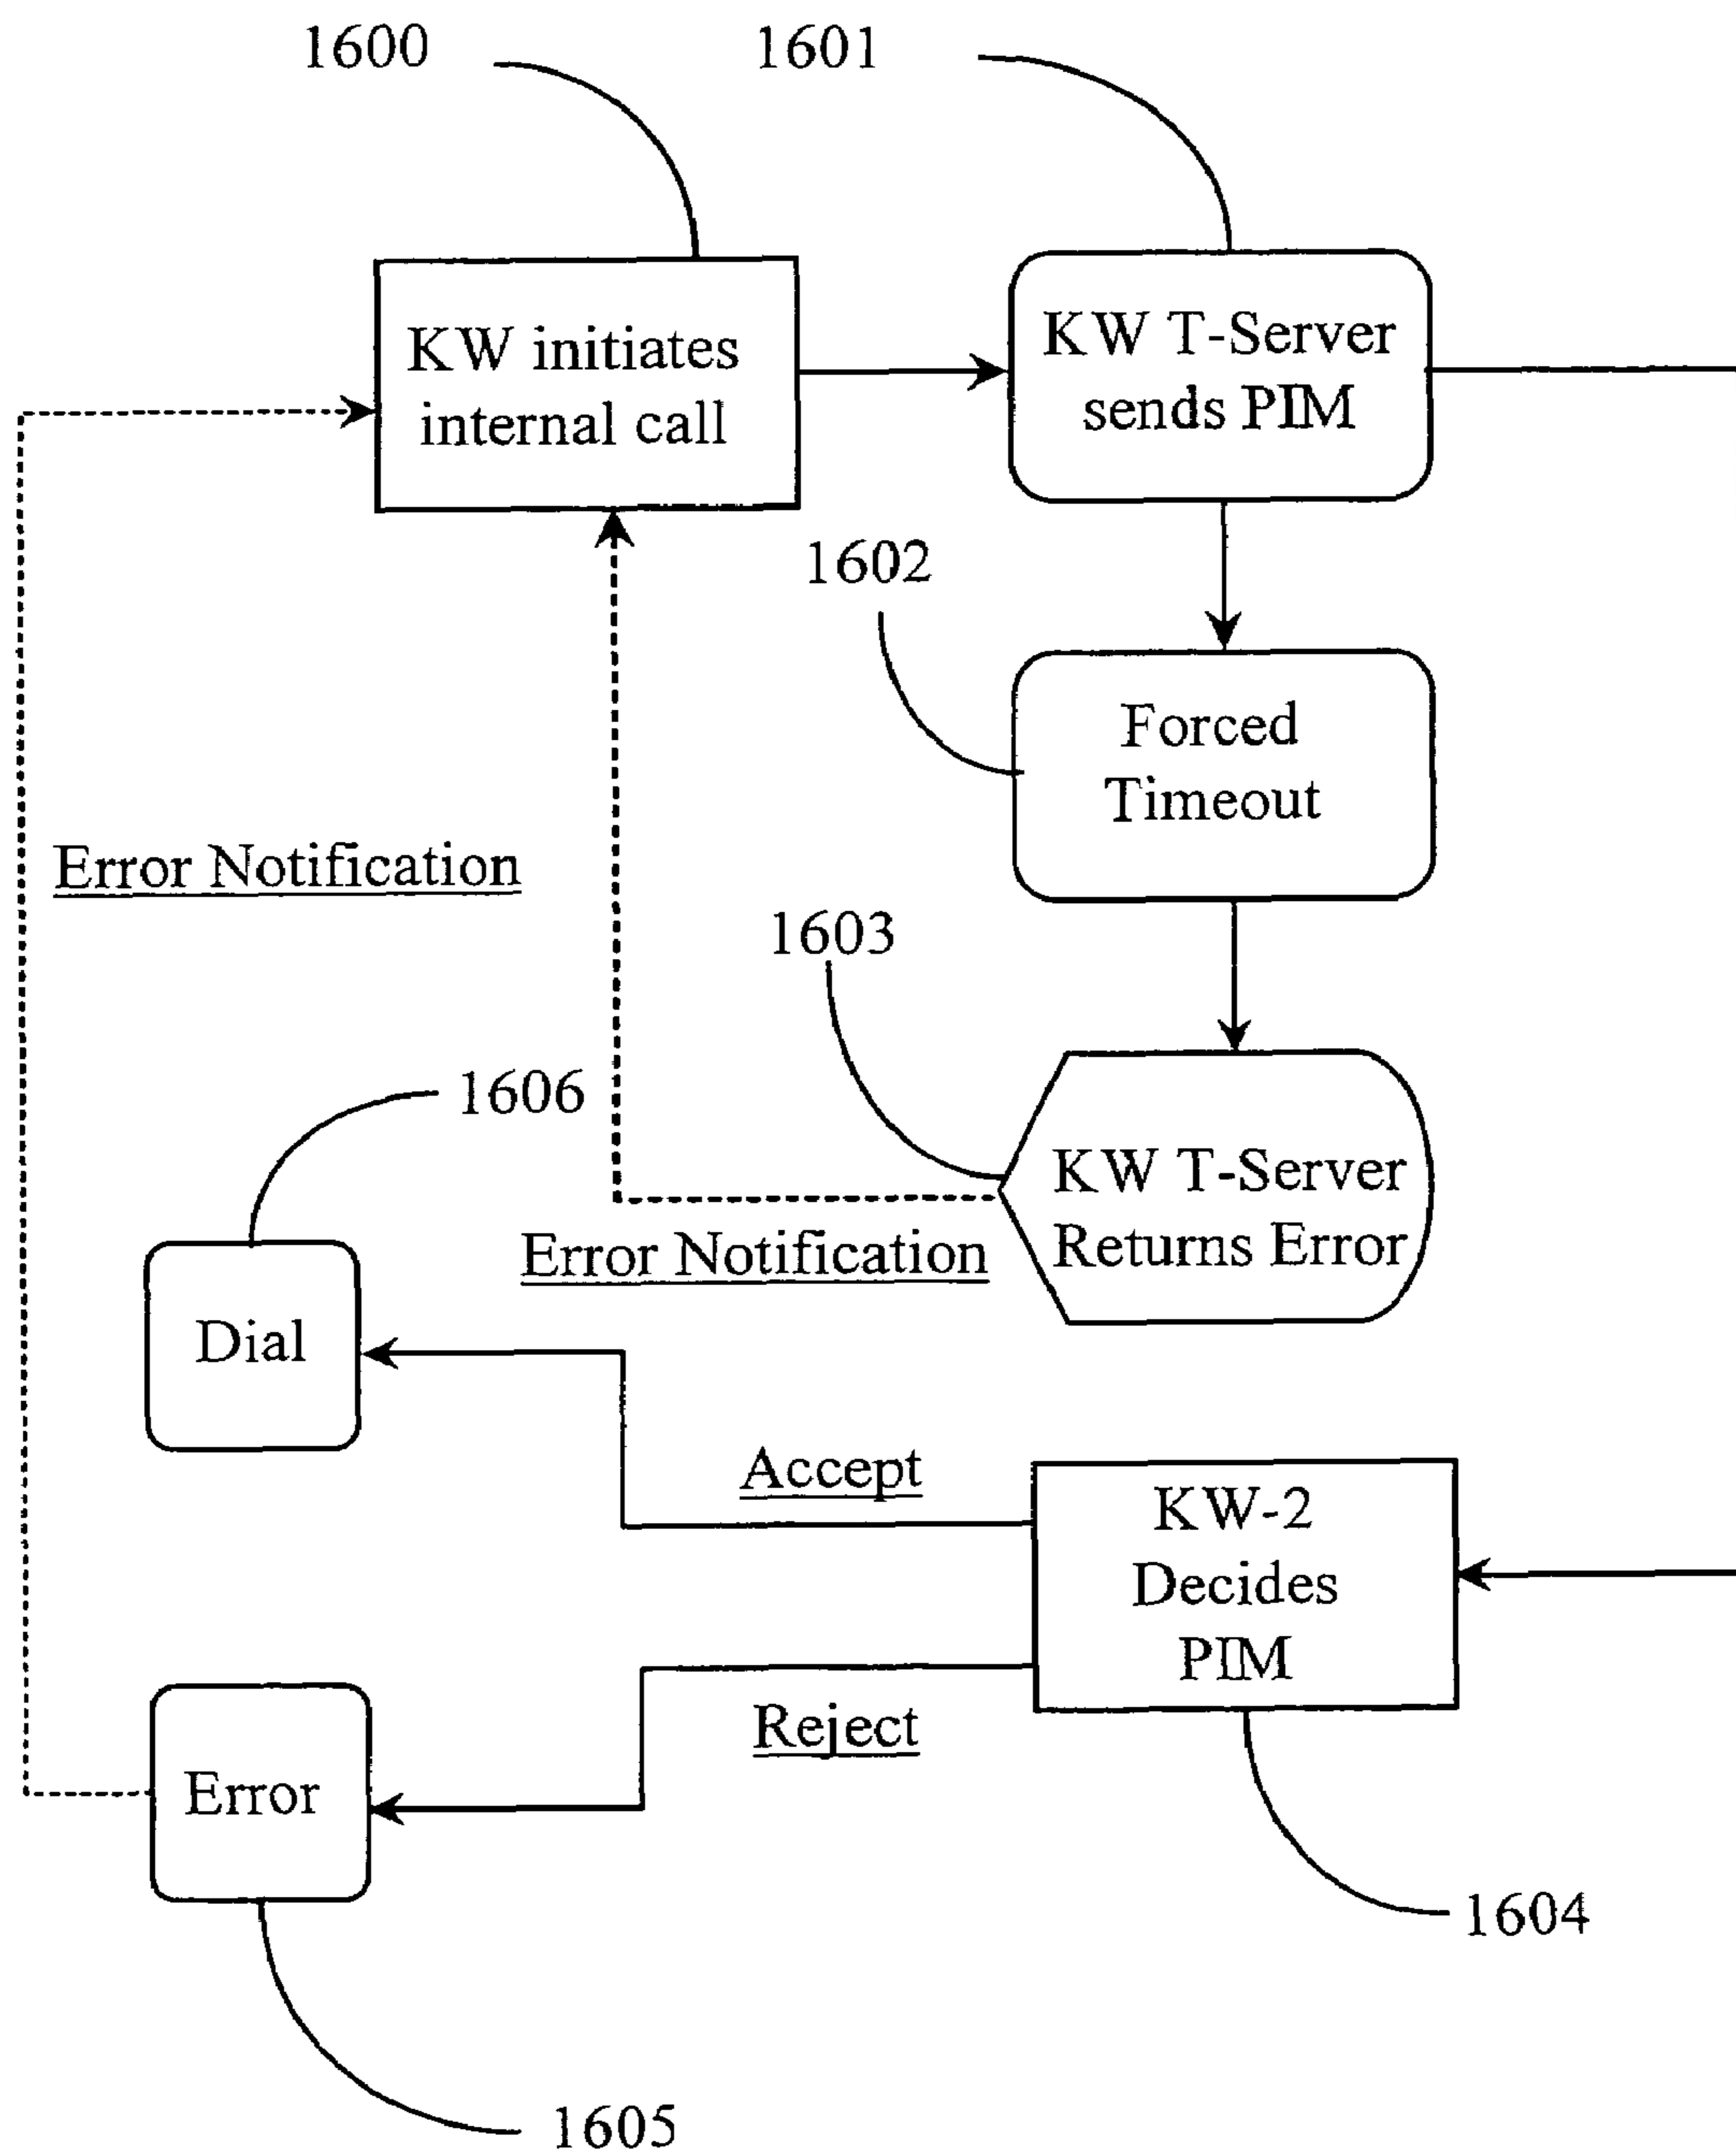 1600
1601
KW initiates
internal call
KW T-Server
sends PIM
1602
Forced
Timeout
Error Notification
1603
1606
KW T-Server
Returns Error
Error Notification
Dial
Accept
KW-2
Decides
PIM
Reject
Error
1604
1605